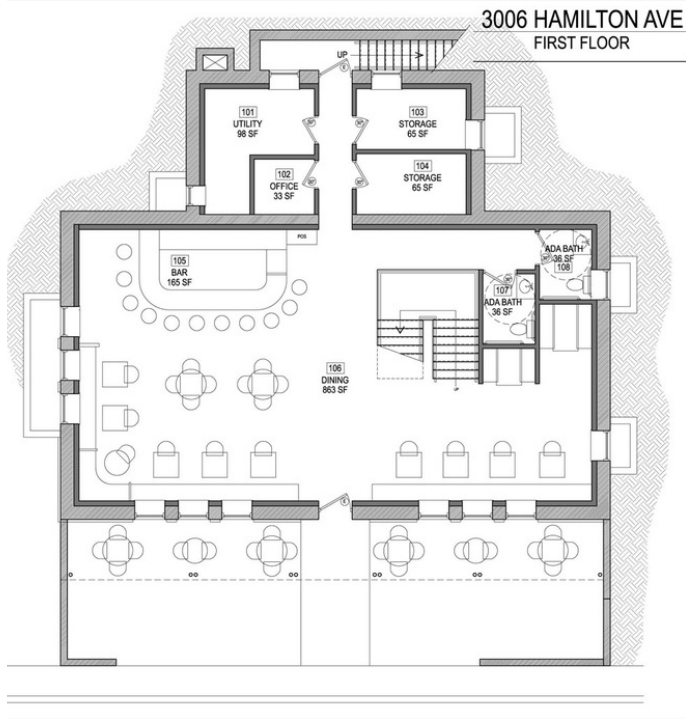 3006 HAMILTON AVE
FIRST FLOOR
UP
101
UTILITY
98 SF
103
STORAGE
65 SF
102
OFFICE
33 SF
104
STORAGE
65 SF
POS
105
BAR
165 SF
ADA BATH
36 SF
108
107
ADA BATH
36 SF
106
DINING
863 SF
UP